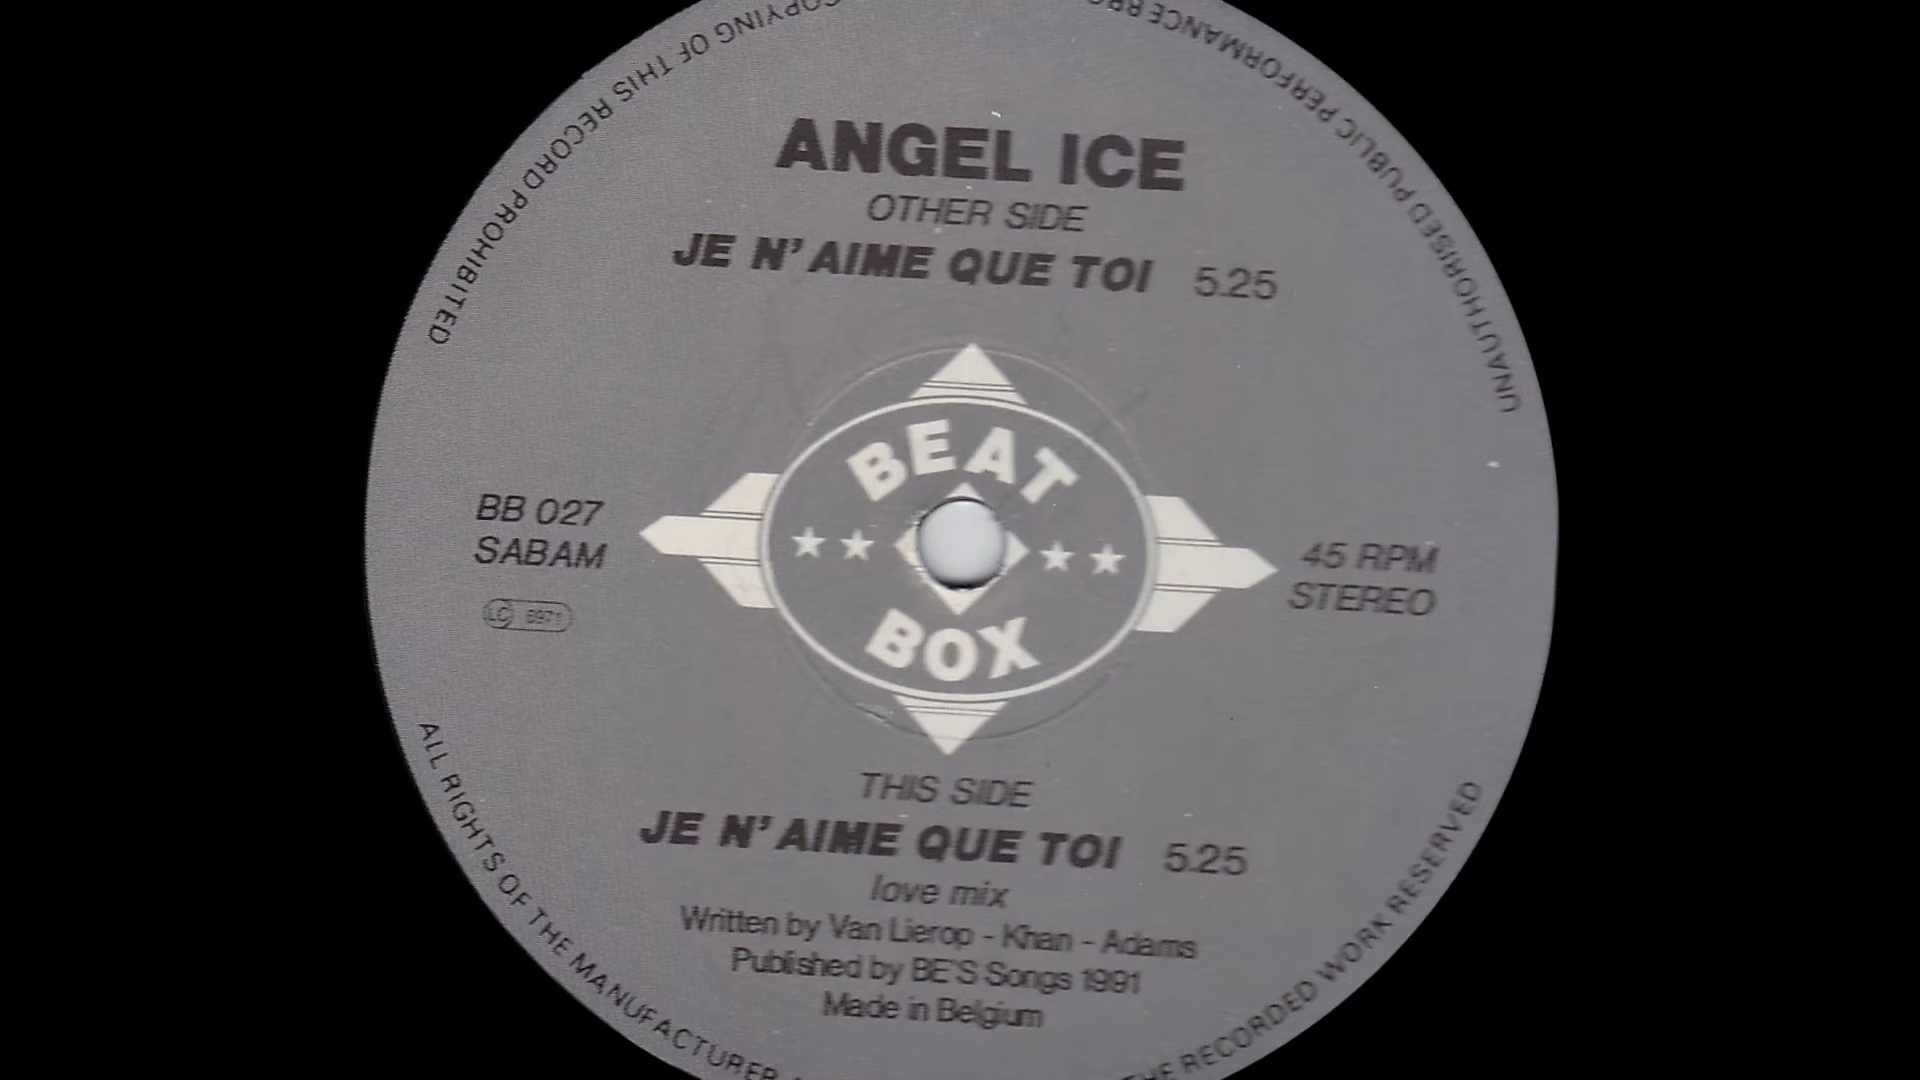 ANGEL ICE
OTHER SIDE
JE N'AIME QUE TOI 5.25
BEAT
BOX
BB 027
SABAM
LC 6971
45 RPM
STEREO
THIS SIDE
JE N'AIME QUE TOI 5.25
love mix
Written by Van Lierop - Khan - Adams
Published by BE'S Songs 1991
Made in Belgium
ALL RIGHTS OF THE MANUFACTURER
THE RECORDED WORK RESERVED
UNAUTHORISED PUBLIC PERFORMANCE
COPYING OF THIS RECORD PROHIBITED